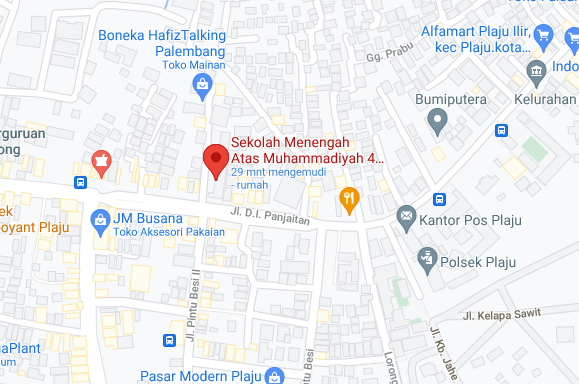 Boneka HafizTalking
Palembang
Toko Mainan
Gg. Prabu
Alfamart Plaju Ilir,
kec Plaju.kota...
Indo
Kelurahan
Bumiputera
rguruan
ong
Sekolah Menengah
Atas Muhammadiyah 4...
29 mnt mengemudi
- rumah
Jl. D.I. Panjaitan
ek
oyant Plaju
JM Busana
Toko Aksesori Pakaian
Kantor Pos Plaju
Polsek Plaju
Jl. Pintu Besi II
Jl. Kelapa Sawit
Jl. Kb. Jahe
Lorong
Besi
gaPlant
um
Pasar Modern Plaju